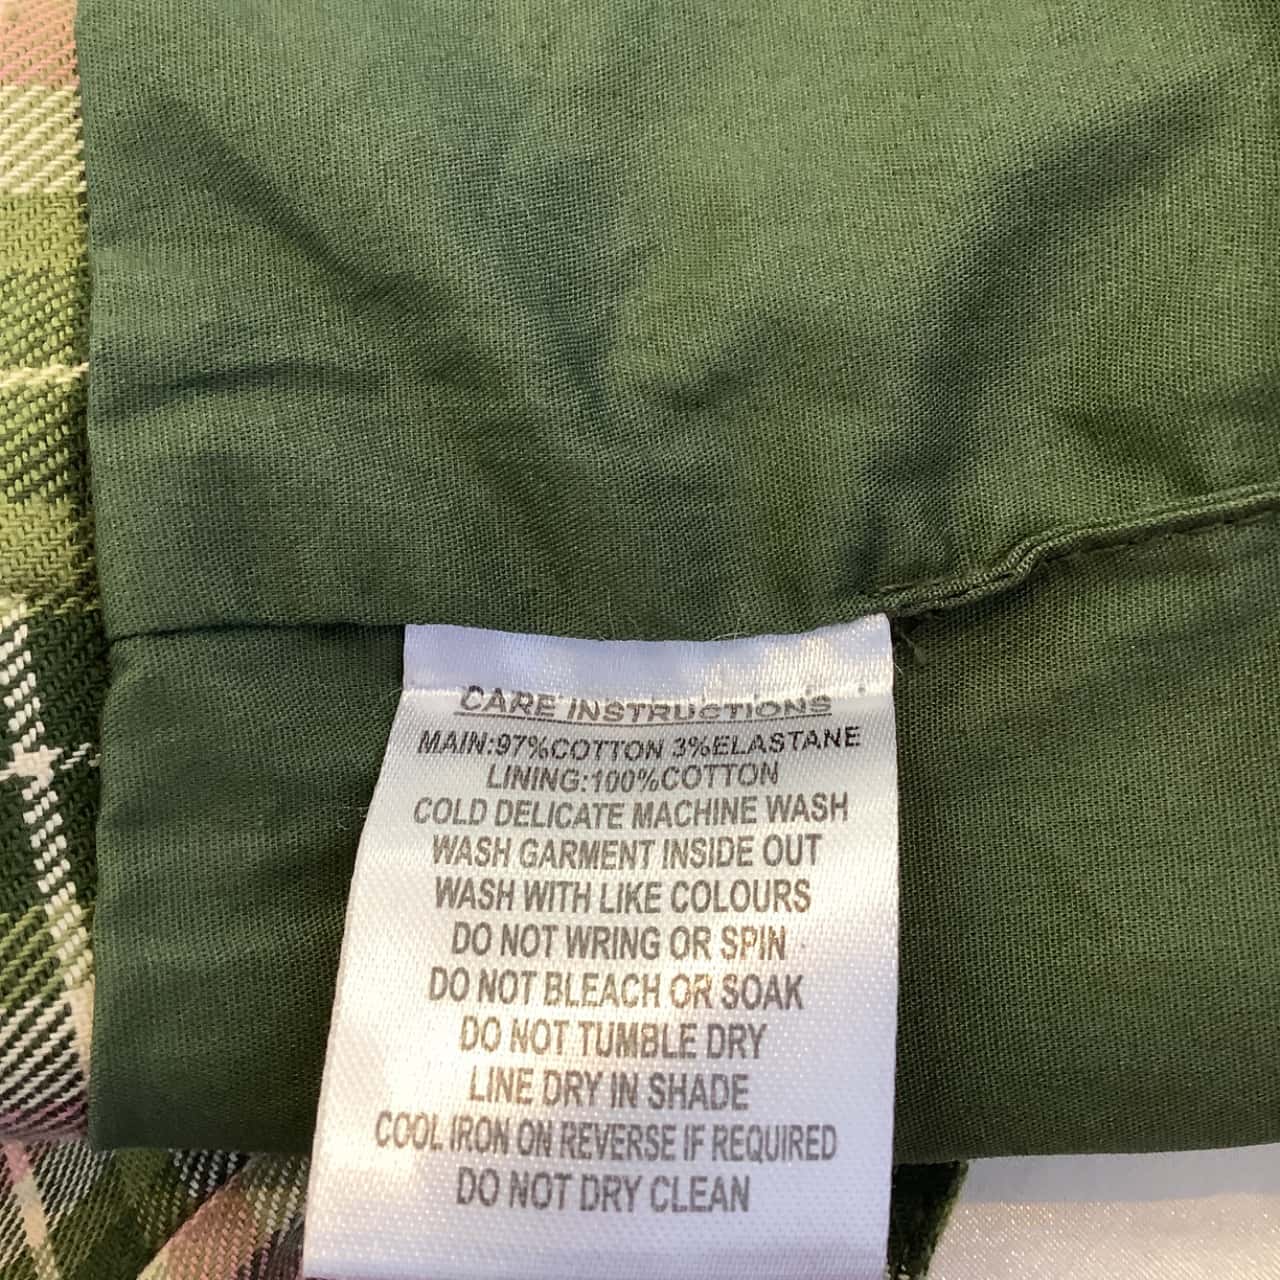 CARE INSTRUCTIONS
MAIN:97%COTTON 3%ELASTANE
LINING:100%COTTON
COLD DELICATE MACHINE WASH
WASH GARMENT INSIDE OUT
WASH WITH LIKE COLOURS
DO NOT WRING OR SPIN
DO NOT BLEACH OR SOAK
DO NOT TUMBLE DRY
LINE DRY IN SHADE
COOL IRON ON REVERSE IF REQUIRED
DO NOT DRY CLEAN